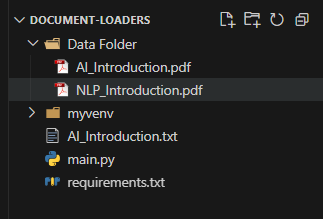 DOCUMENT-LOADERS
Data Folder
AI_Introduction.pdf
NLP_Introduction.pdf
myvenv
AI_Introduction.txt
main.py
requirements.txt